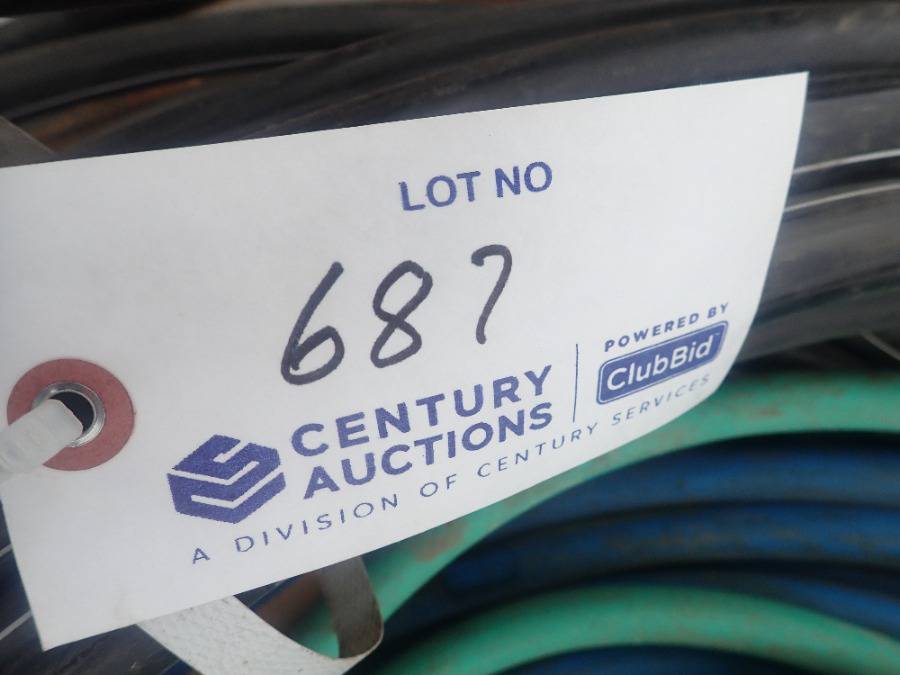 LOT NO
687
CENTURY
AUCTIONS
A DIVISION OF CENTURY SERVICES
POWERED BY
ClubBid